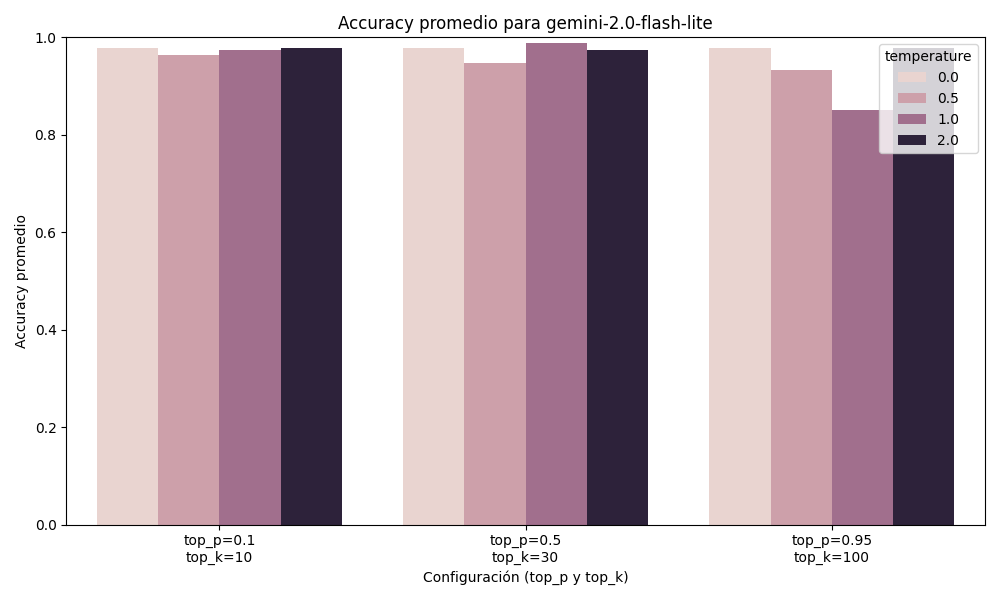 Accuracy promedio para gemini-2.0-flash-lite
Accuracy promedio
1.0
0.8
0.6
0.4
0.2
0.0
temperature
0.0
0.5
1.0
2.0
top_p=0.1
top_k=10
top_p=0.5
top_k=30
top_p=0.95
top_k=100
Configuración (top_p y top_k)